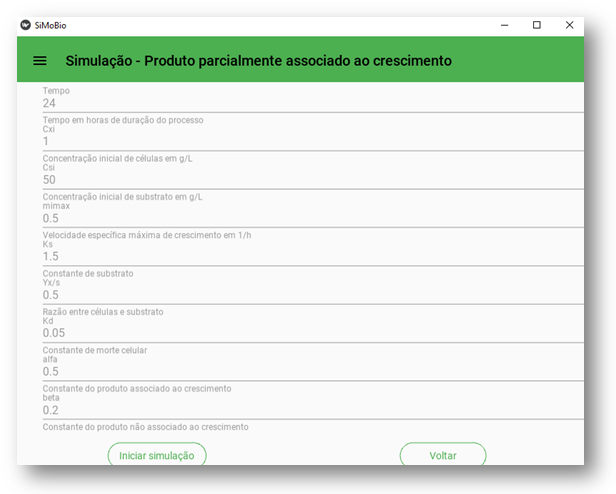 SiMoBio
Simulação - Produto parcialmente associado ao crescimento
Tempo
24
Tempo em horas de duração do processo
Cxi
1
Concentração inicial de células em g/L
Csi
50
Concentração inicial de substrato em g/L
mimax
0.5
Velocidade específica máxima de crescimento em 1/h
Ks
1.5
Constante de substrato
Yx/s
0.5
Razão entre células e substrato
Kd
0.05
Constante de morte celular
alfa
0.5
Constante do produto associado ao crescimento
beta
0.2
Constante do produto não associado ao crescimento
Iniciar simulação
Voltar